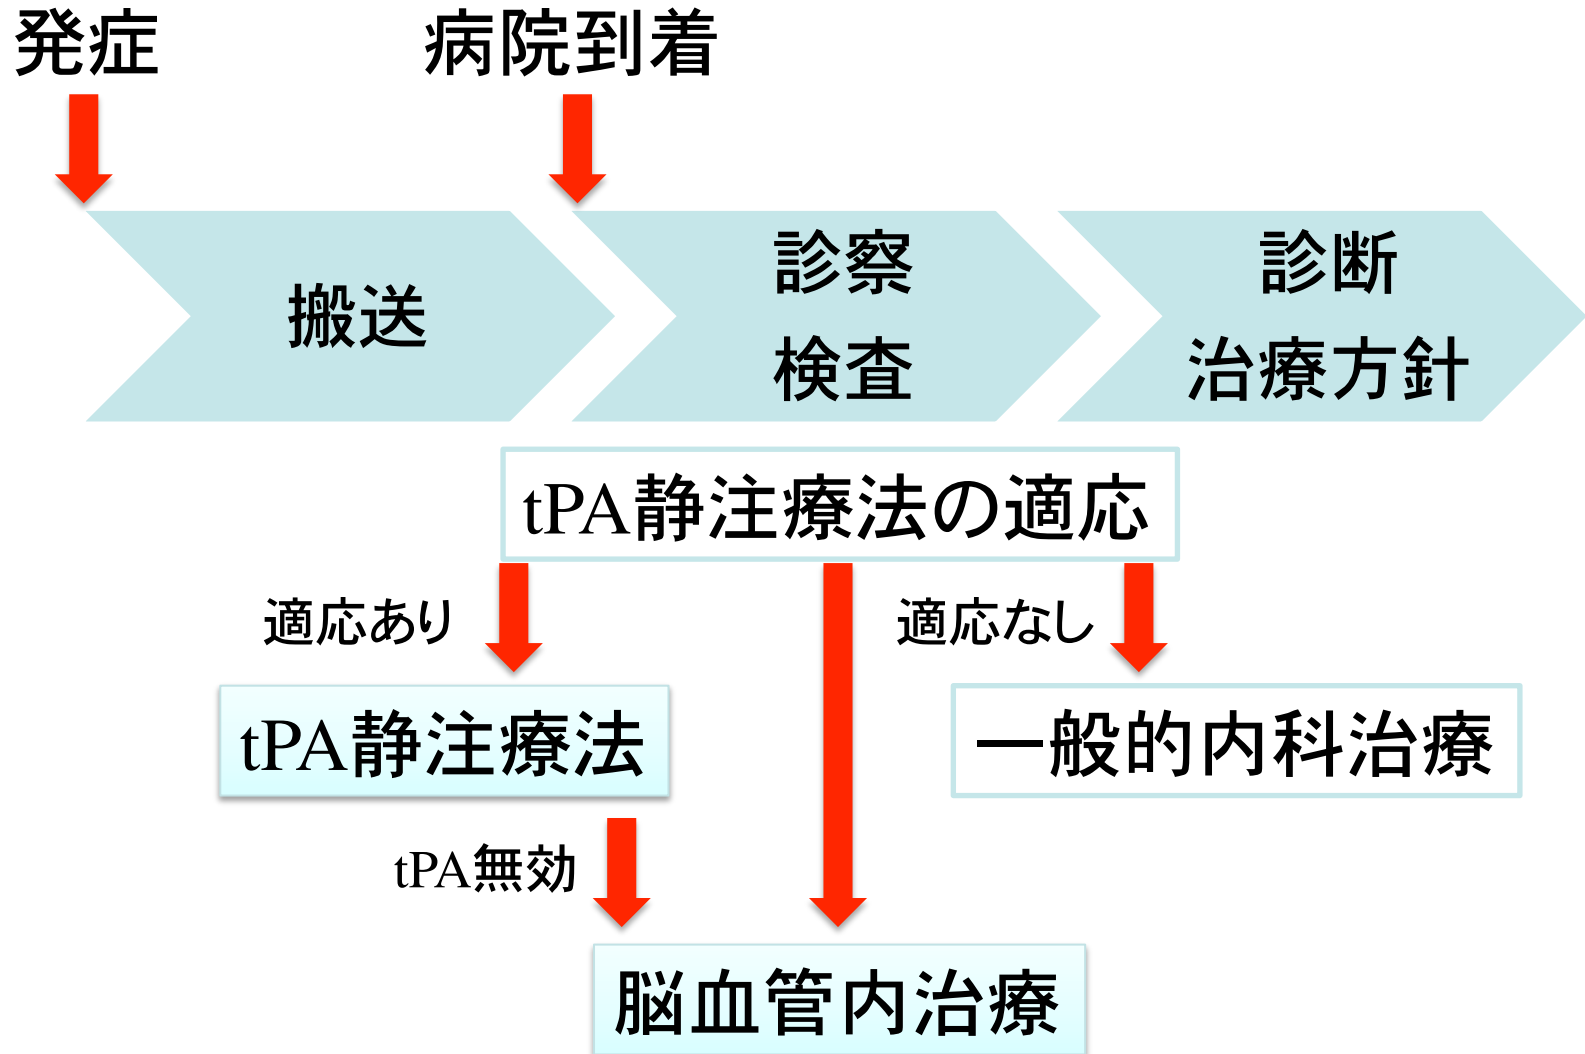 発症
病院到着
搬送
診察
検査
診断
治療方針
tPA静注療法の適応
適応あり
適応なし
tPA静注療法
一般的内科治療
tPA無効
脳血管内治療